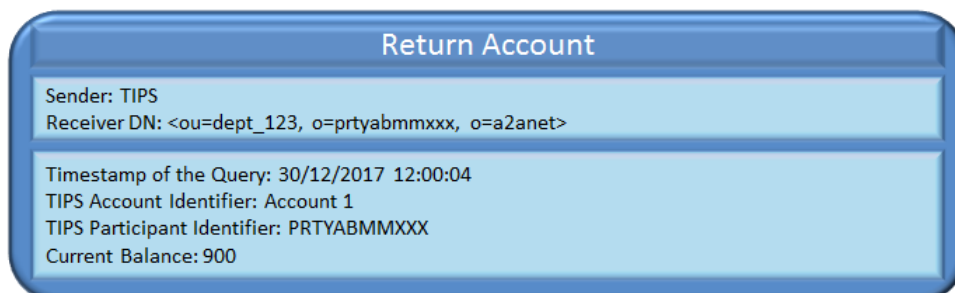 Return Account
Sender: TIPS
Receiver DN: <ou=dept_123, o=prtyabmmxxx, o=a2anet>
Timestamp of the Query: 30/12/2017 12:00:04
TIPS Account Identifier: Account 1
TIPS Participant Identifier: PRTYABMMXXX
Current Balance: 900